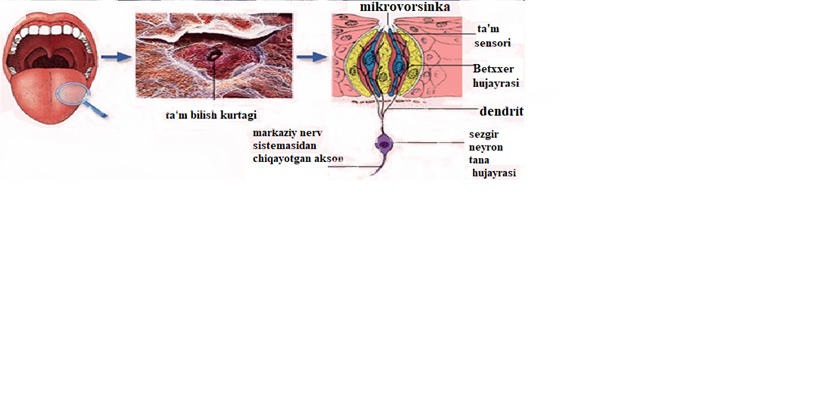 mikrovorsinka
ta'm
sensori
Betxxer
hujayrasi
dendrit
ta'm bilish kurtagi
markaziy nerv
sistemasidan
chiqayotgan akson
sezgir
neyron
tana
hujayrasi